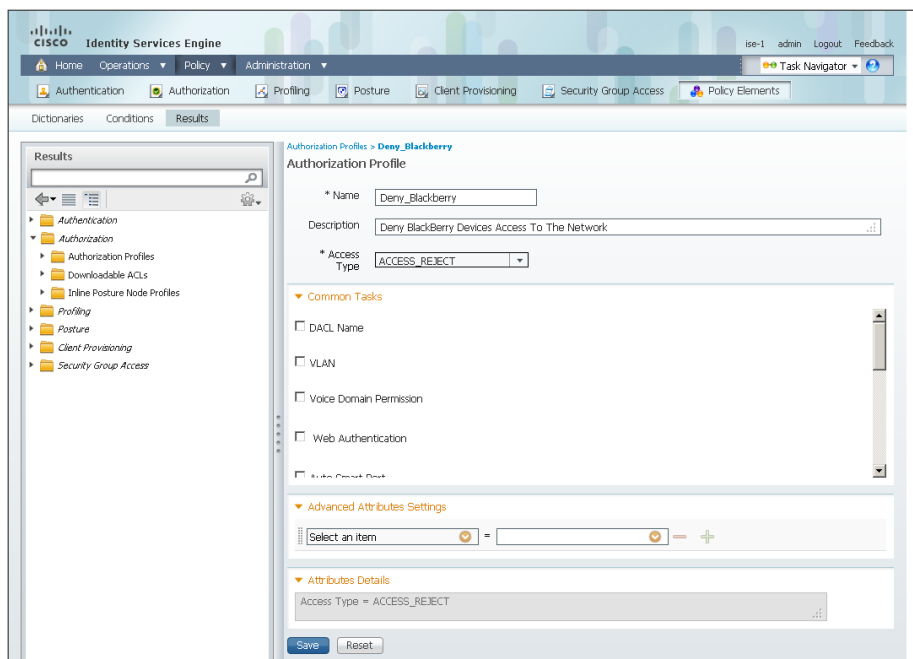 CISCO Identity Services Engine
ise-1 admin Logout Feedback
Home Operations Policy Administration
Task Navigator
Authentication Authorization Profiling Posture Client Provisioning Security Group Access Policy Elements
Dictionaries Conditions Results
Results
Authentication
Authorization
Authorization Profiles
Downloadable ACLs
Inline Posture Node Profiles
Profiling
Posture
Client Provisioning
Security Group Access
Authorization Profiles > Deny_Blackberry
Authorization Profile
* Name Deny_Blackberry
Description Deny BlackBerry Devices Access To The Network
* Access Type ACCESS_REJECT
Common Tasks
DACL Name
VLAN
Voice Domain Permission
Web Authentication
Auto Smart Port
Advanced Attributes Settings
Select an item =
Attributes Details
Access Type = ACCESS_REJECT
Save Reset